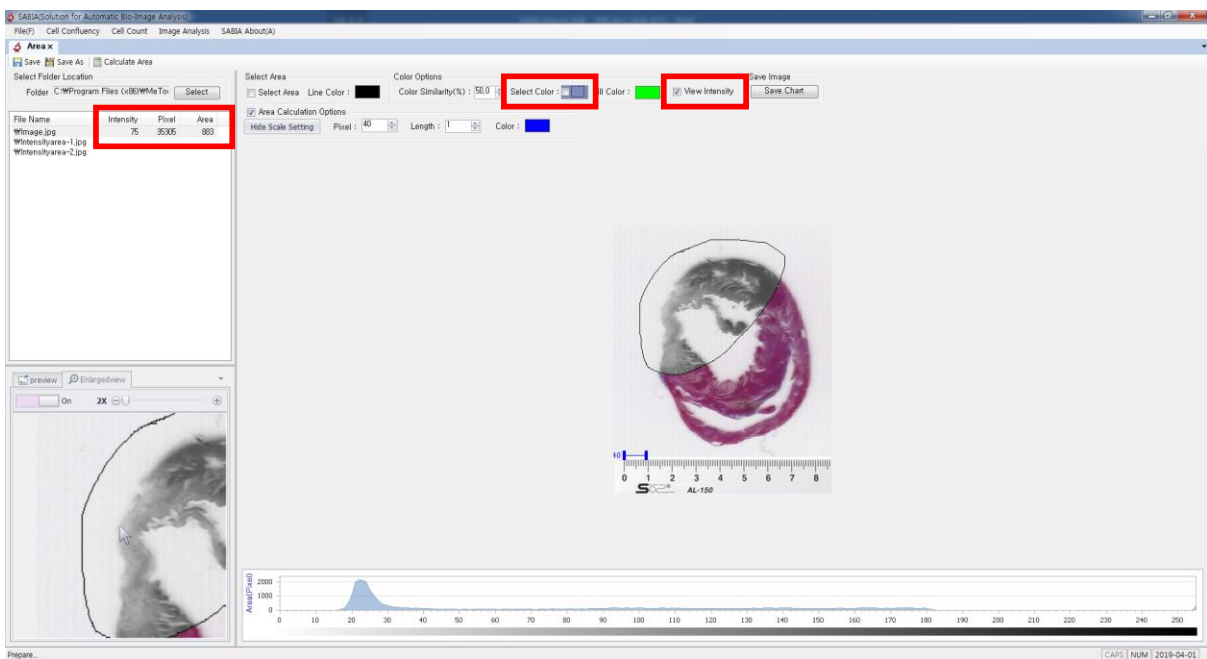 SABIA(Solution for Automatic Bio-Image Analysis)
File(F) Cell Confluency Cell Count Image Analysis SABIA About(A)
Area x
Save Save As Calculate Area
Select Folder Location
Folder C:₩Program Files (x86)₩MeTo Select
File Name Intensity Pixel Area
₩Image.jpg 75 35305 883
₩Intensityarea-1.jpg
₩Intensityarea-2.jpg
Select Area Color Options Save Image
Select Area Line Color : Color Similarity(%) : 50,0 Select Color : ill Color : View Intensity Save Chart
Area Calculation Options
Hide Scale Setting Pixel : 40 Length : 1 Color :
preview Enlargedview
On 2X
40
0 1 2 3 4 5 6 7 8
AL-150
Area(Pixel)
2000
1000
0
0 10 20 30 40 50 60 70 80 90 100 110 120 130 140 150 160 170 180 190 200 210 220 230 240 250
Prepare... CAPS NUM 2019-04-01